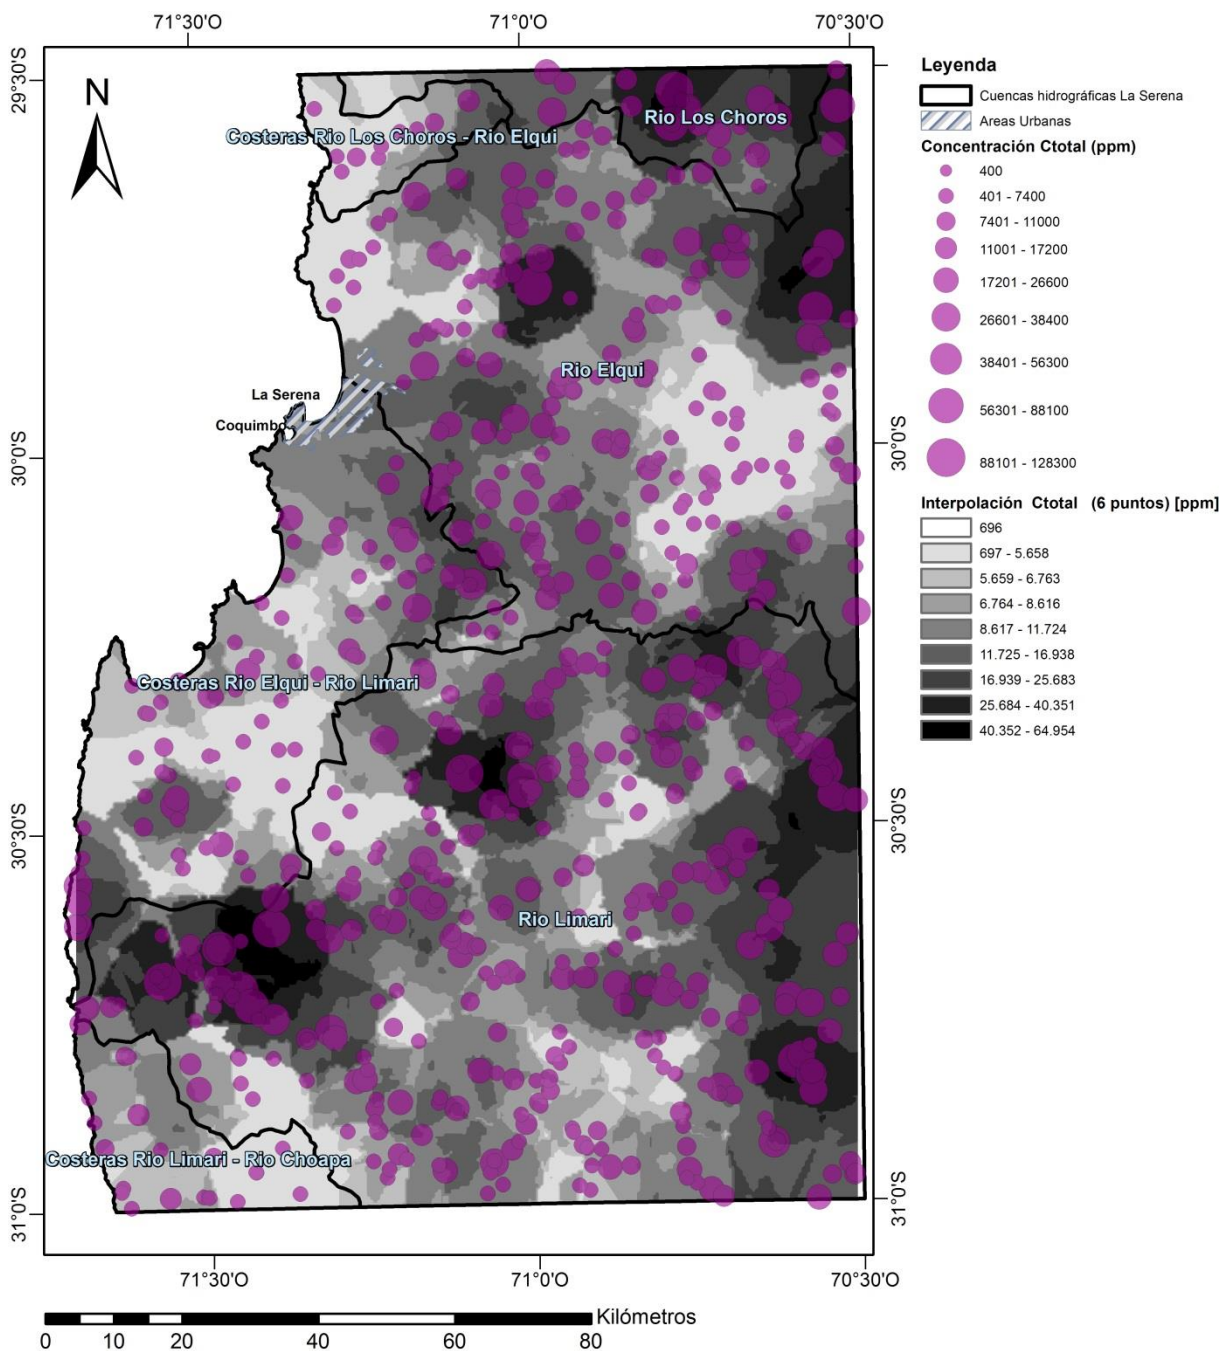 71°30'O
71°0'O
70°30'O
29°30'S
N
Costeras Rio Los Choros - Rio Elqui
Rio Los Choros
Rio Elqui
La Serena
Coquimbo
30°0'S
30°0'S
Costeras Rio Elqui - Rio Limari
30°30'S
30°30'S
Rio Limari
Costeras Rio Limari - Rio Choapa
31°0'S
31°0'S
71°30'O
71°0'O
70°30'O
Kilómetros
0 10 20 40 60 80
Leyenda
Cuencas hidrográficas La Serena
Areas Urbanas
Concentración Ctotal (ppm)
400
401 - 7400
7401 - 11000
11001 - 17200
17201 - 26600
26601 - 38400
38401 - 56300
56301 - 88100
88101 - 128300
Interpolación Ctotal (6 puntos) [ppm]
696
697 - 5.658
5.659 - 6.763
6.764 - 8.616
8.617 - 11.724
11.725 - 16.938
16.939 - 25.683
25.684 - 40.351
40.352 - 64.954